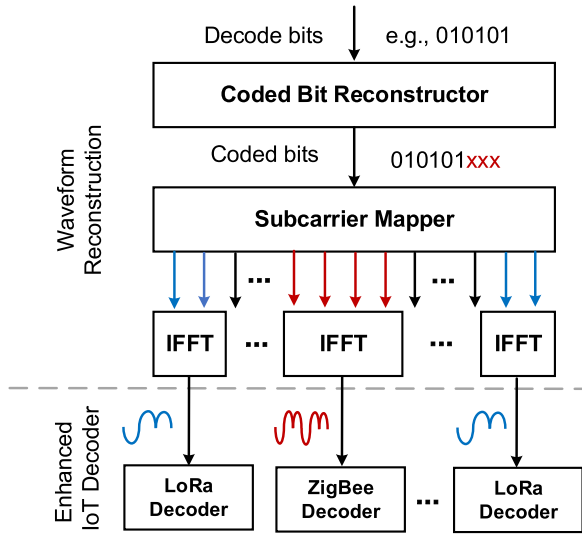 Decode bits e.g., 010101
Coded Bit Reconstructor
Coded bits 010101xxx
Subcarrier Mapper
... ...
IFFT ... IFFT ... IFFT
Waveform
Reconstruction
Enhanced
IoT Decoder
LoRa
Decoder
ZigBee
Decoder
...
LoRa
Decoder